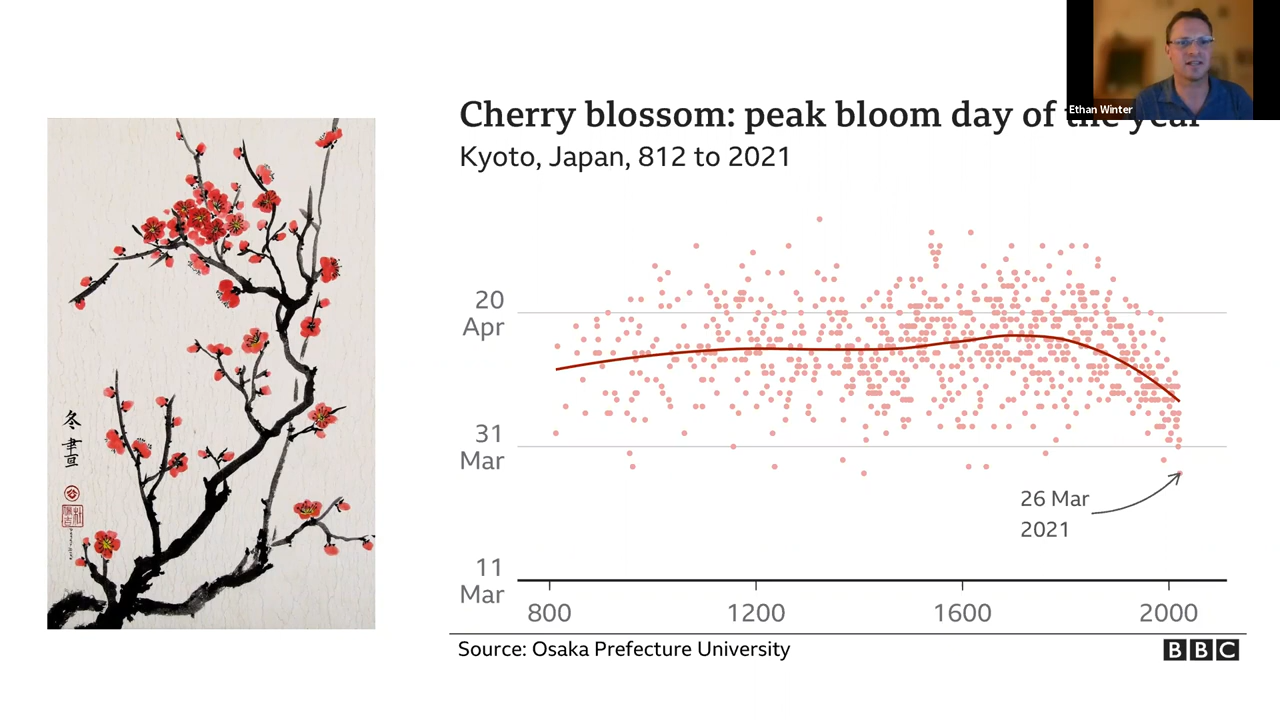 Ethan Winter
Cherry blossom: peak bloom day of the year
Kyoto, Japan, 812 to 2021
20
Apr
31
Mar
26 Mar
2021
11
Mar
800 1200 1600 2000
Source: Osaka Prefecture University
BBC
冬
畫